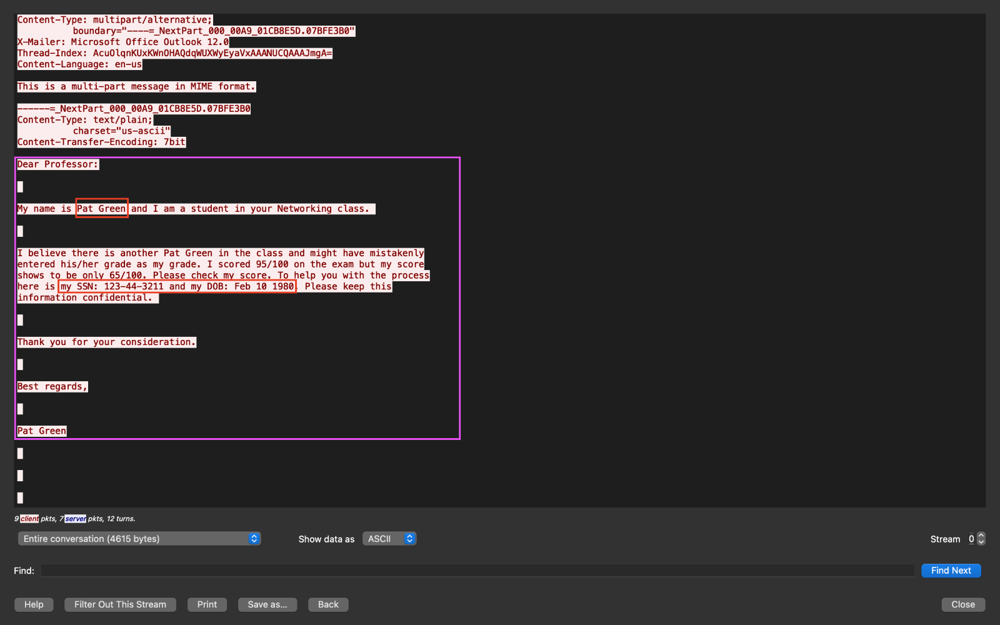 Content-Type: multipart/alternative;
boundary="----=_NextPart_000_00A9_01CB8E5D.07BFE3B0"
X-Mailer: Microsoft Office Outlook 12.0
Thread-Index: AcuOlqnKUxKWnOHAQdqWUXWyEyaVxAAANUCQAAAJmgA=
Content-Language: en-us
This is a multi-part message in MIME format.
------=_NextPart_000_00A9_01CB8E5D.07BFE3B0
Content-Type: text/plain;
charset="us-ascii"
Content-Transfer-Encoding: 7bit
Dear Professor:
My name is Pat Green and I am a student in your Networking class.
I believe there is another Pat Green in the class and might have mistakenly
entered his/her grade as my grade. I scored 95/100 on the exam but my score
shows to be only 65/100. Please check my score. To help you with the process
here is my SSN: 123-44-3211 and my DOB: Feb 10 1980. Please keep this
information confidential.
Thank you for your consideration.
Best regards,
Pat Green
9 client pkts, 7 server pkts, 12 turns.
Entire conversation (4615 bytes) Show data as ASCII Stream 0
Find: Find Next
Help Filter Out This Stream Print Save as... Back Close